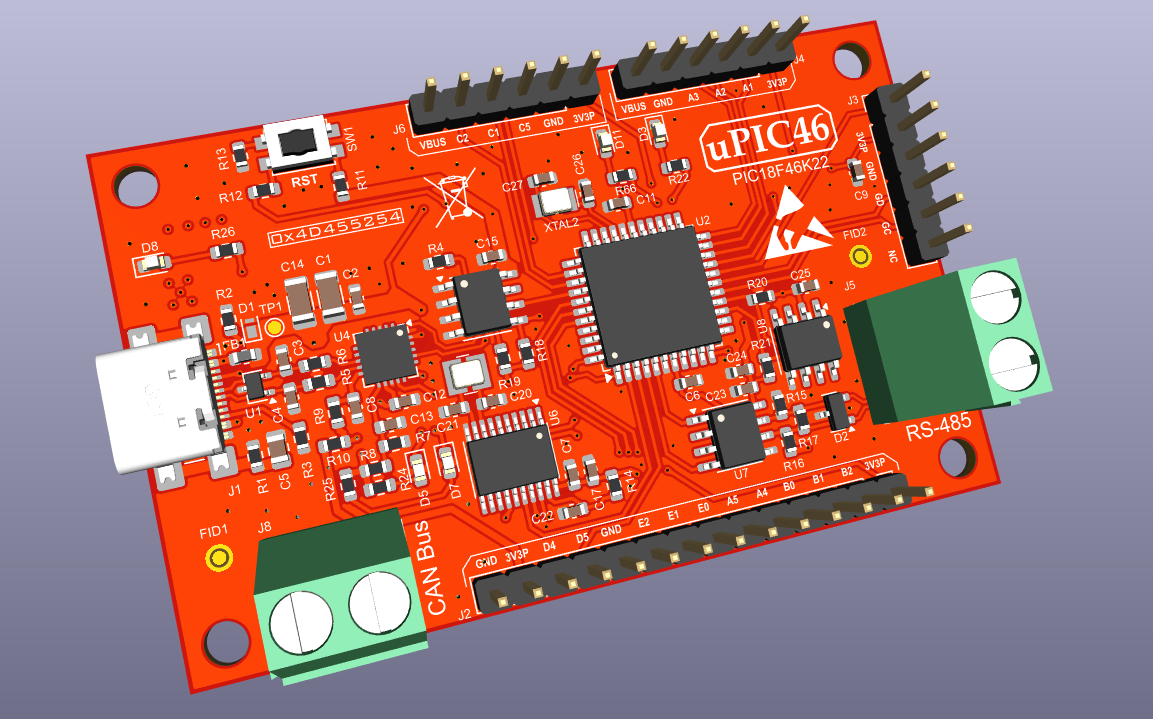 J4
VBUS GND A3 A2 A1 3V3P
J6
VBUS C2 C1 C5 GND 3V3P
J3
3V3P GND GD GC NC
uPIC46
PIC18F46K22
D1
D3
R22
C9
SW1
R13
RST
R12
R11
C26
C27
R66
C11
XTAL2
U2
0x4D455254
FID2
D8
R26
R4
C15
C14
C1
C2
C25
R20
J5
R2
D1
TP1
U4
U8
FB1
C3
R6
R5
R18
R19
R21
C24
U1
C4
R9
C8
C12
C13
C21
C20
C6
C23
R15
R17
D2
RS-485
U6
R7
R10
R8
R3
C5
R1
J1
R25
R24
D5
D7
C7
C17
R14
C22
U7
R16
FID1
J8
CAN Bus
GND 3V3P D4 D5 GND E2 E1 E0 A5 A4 B0 B1 B2 3V3P
J2